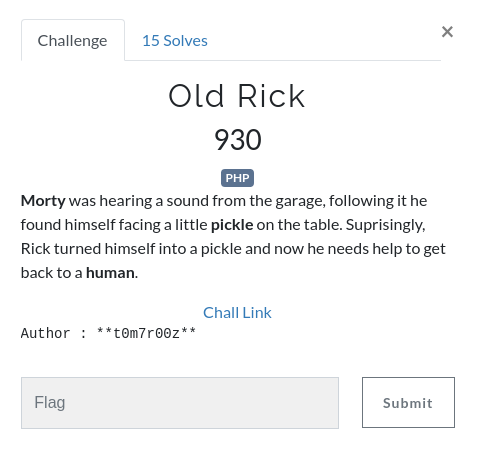 Challenge
15 Solves
×
Old Rick
930
PHP
Morty was hearing a sound from the garage, following it he
found himself facing a little pickle on the table. Suprisingly,
Rick turned himself into a pickle and now he needs help to get
back to a human.
Chall Link
Author : **t0m7r00z**
Flag
Submit